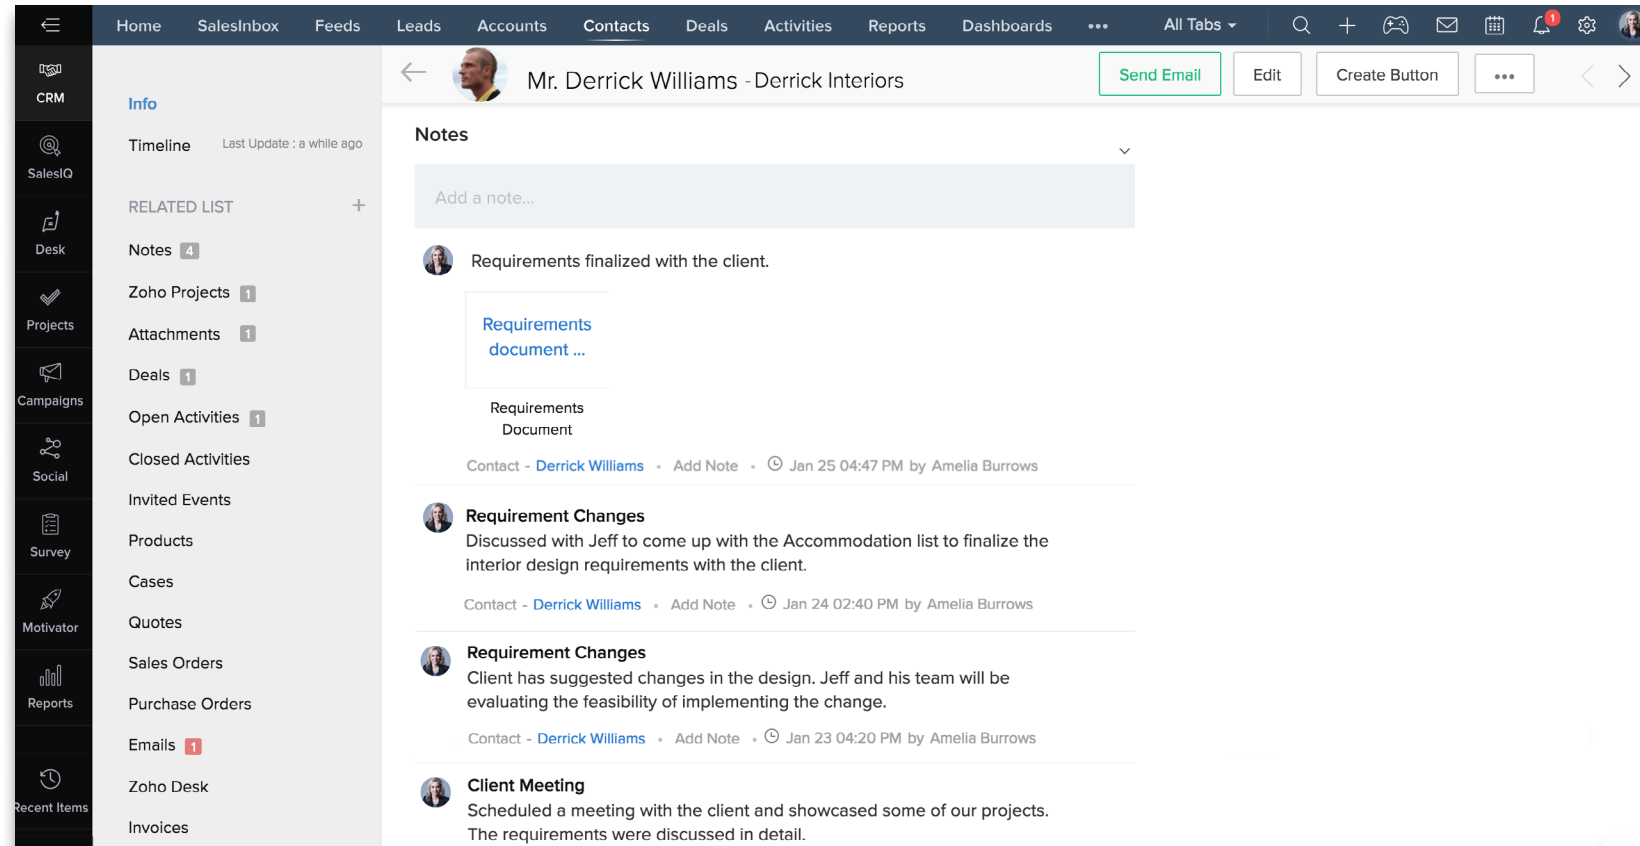 Home SalesInbox Feeds Leads Accounts Contacts Deals Activities Reports Dashboards ••• All Tabs 1
CRM
SalesIQ
Desk
Projects
Campaigns
Social
Survey
Motivator
Reports
Recent Items
Info
Timeline Last Update : a while ago
RELATED LIST +
Notes 4
Zoho Projects 1
Attachments 1
Deals 1
Open Activities 1
Closed Activities
Invited Events
Products
Cases
Quotes
Sales Orders
Purchase Orders
Emails 1
Zoho Desk
Invoices
Mr. Derrick Williams - Derrick Interiors
Send Email Edit Create Button •••
Notes
Add a note...
Requirements finalized with the client.
Requirements
document ...
Requirements
Document
Contact - Derrick Williams • Add Note • Jan 25 04:47 PM by Amelia Burrows
Requirement Changes
Discussed with Jeff to come up with the Accommodation list to finalize the
interior design requirements with the client.
Contact - Derrick Williams • Add Note • Jan 24 02:40 PM by Amelia Burrows
Requirement Changes
Client has suggested changes in the design. Jeff and his team will be
evaluating the feasibility of implementing the change.
Contact - Derrick Williams • Add Note • Jan 23 04:20 PM by Amelia Burrows
Client Meeting
Scheduled a meeting with the client and showcased some of our projects.
The requirements were discussed in detail.